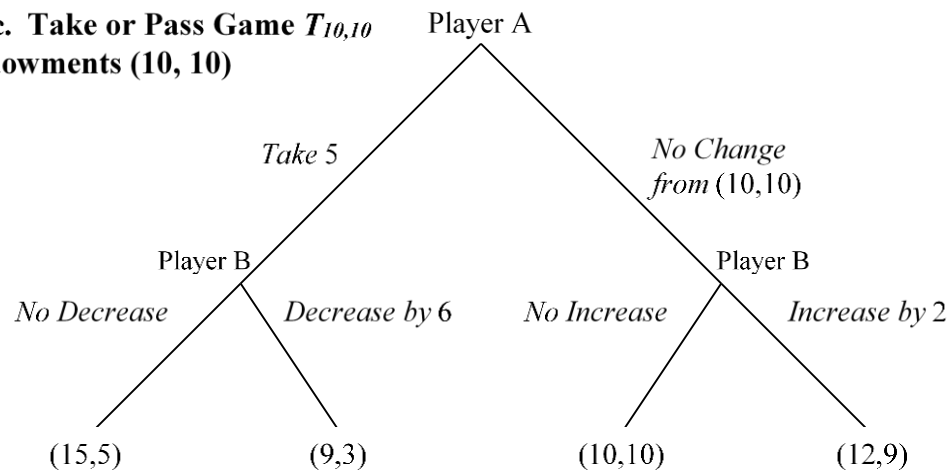 c. Take or Pass Game T10,10
Player A
owments (10, 10)
Take 5
No Change
from (10,10)
Player B
Player B
No Decrease
Decrease by 6
No Increase
Increase by 2
(15,5)
(9,3)
(10,10)
(12,9)